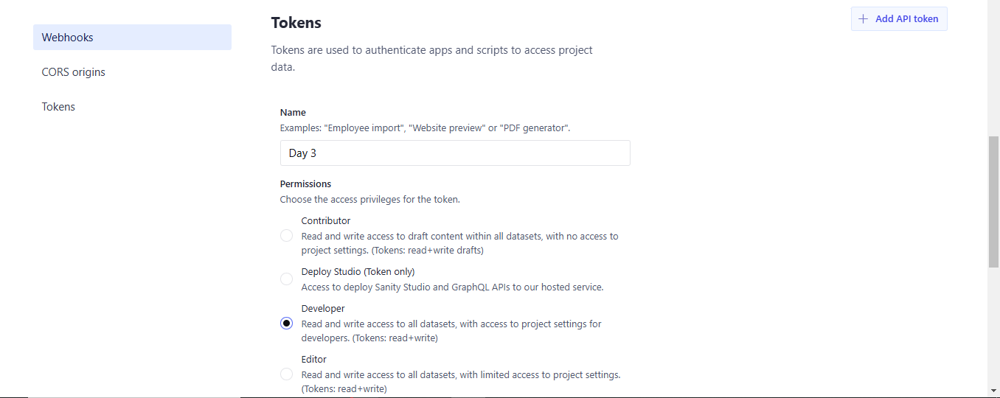 Webhooks
CORS origins
Tokens
Tokens
Add API token
Tokens are used to authenticate apps and scripts to access project
data.
Name
Examples: "Employee import", "Website preview" or "PDF generator".
Day 3
Permissions
Choose the access privileges for the token.
Contributor
Read and write access to draft content within all datasets, with no access to
project settings. (Tokens: read+write drafts)
Deploy Studio (Token only)
Access to deploy Sanity Studio and GraphQL APIs to our hosted service.
Developer
Read and write access to all datasets, with access to project settings for
developers. (Tokens: read+write)
Editor
Read and write access to all datasets, with limited access to project settings.
(Tokens: read+write)